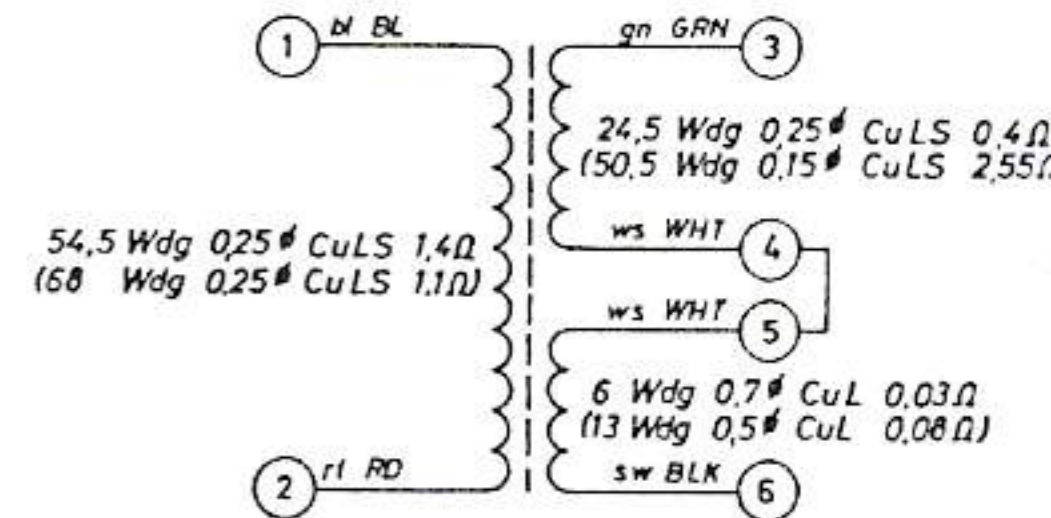 1 bl BL
gn GRN 3
24,5 Wdg 0,25 ø CuLS 0,4Ω
(50,5 Wdg 0,15 ø CuLS 2,55Ω
ws WHT 4
54,5 Wdg 0,25 ø CuLS 1,4Ω
(68 Wdg 0,25 ø CuLS 1,1Ω)
ws WHT 5
6 Wdg 0,7 ø CuL 0,03Ω
(13 Wdg 0,5 ø CuL 0,08Ω)
2 rt RD
sw BLK 6